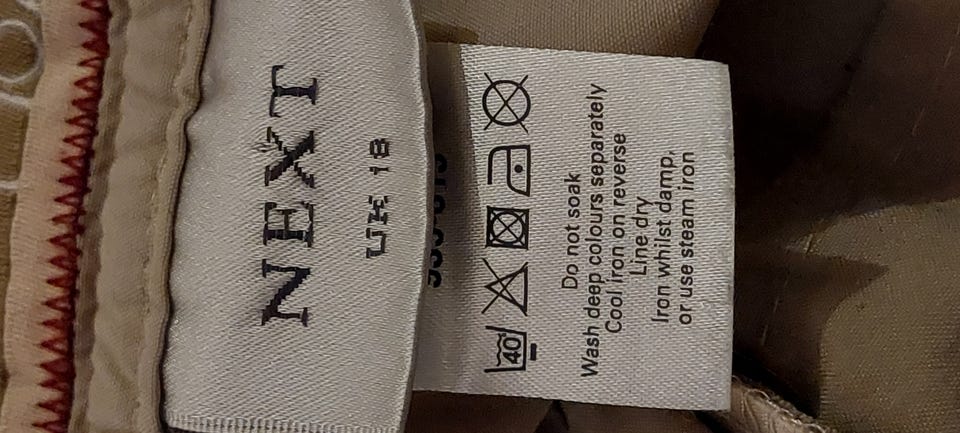 NEXT
UK 18
40
Do not soak
Wash deep colours separately
Cool iron on reverse
Line dry
Iron whilst damp,
or use steam iron